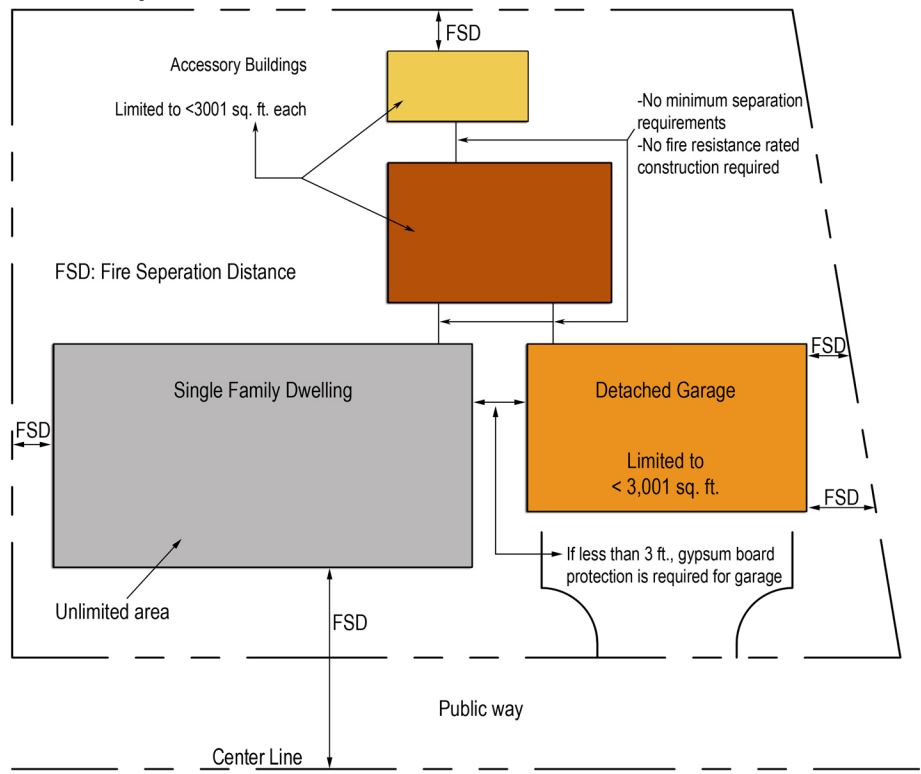 FSD
Accessory Buildings
Limited to <3001 sq. ft. each
-No minimum separation
requirements
-No fire resistance rated
construction required
FSD: Fire Seperation Distance
FSD
Single Family Dwelling
Detached Garage
FSD
Limited to
< 3,001 sq. ft.
FSD
If less than 3 ft., gypsum board
protection is required for garage
Unlimited area
FSD
Public way
Center Line